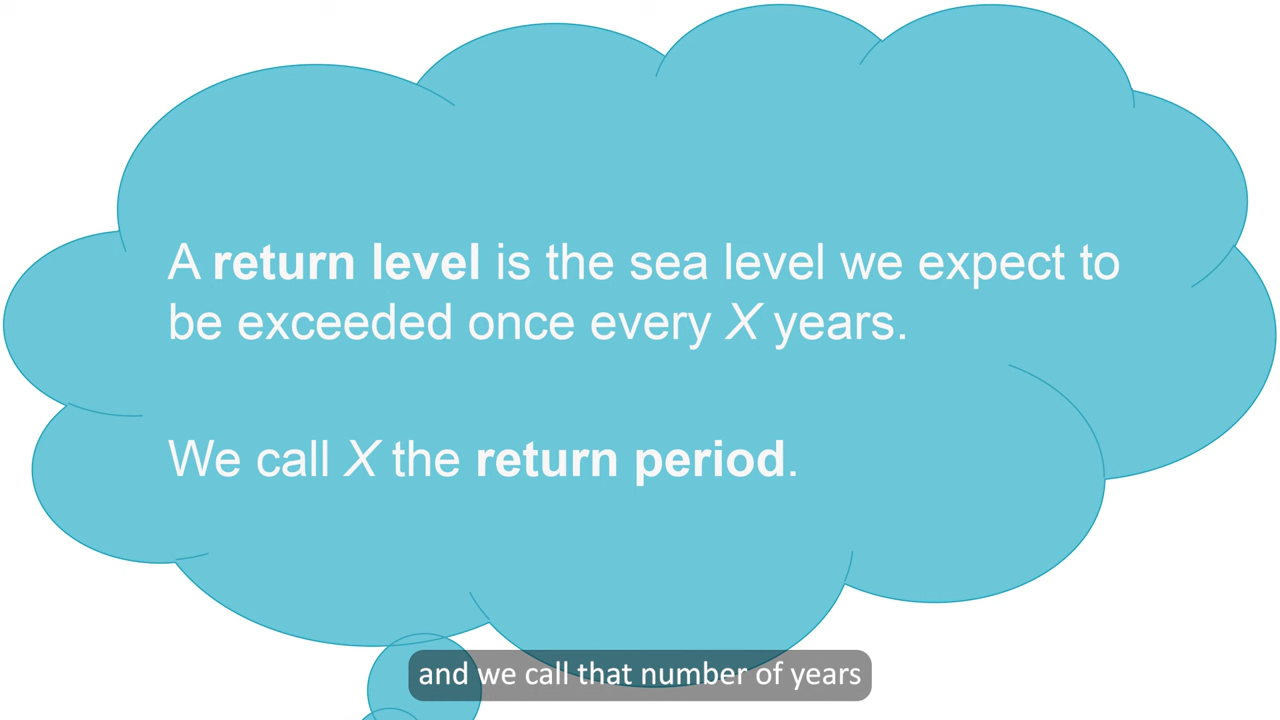 A return level is the sea level we expect to
be exceeded once every X years.
We call X the return period.
and we call that number of years